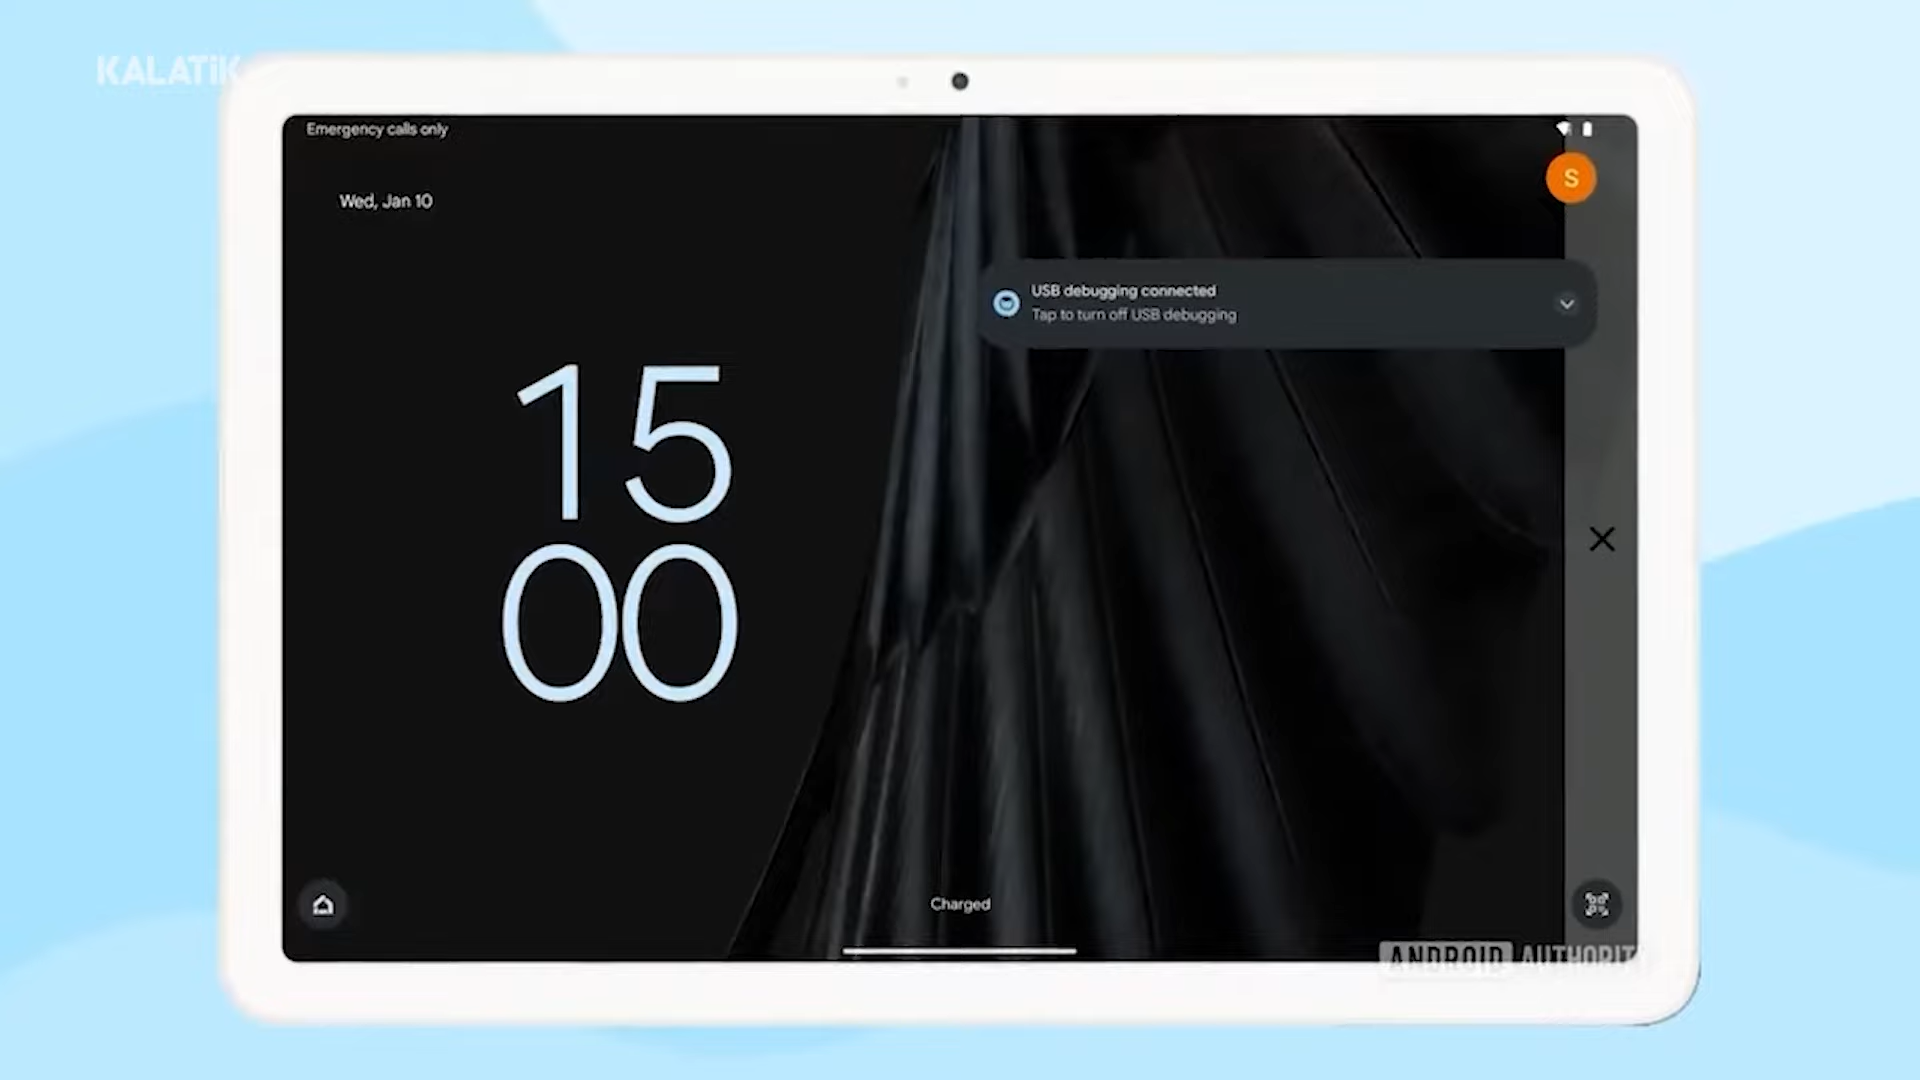 KALATiK
Emergency calls only
Wed, Jan 10
S
USB debugging connected
Tap to turn off USB debugging
15
00
Charged
ANDROID AUTHORITY